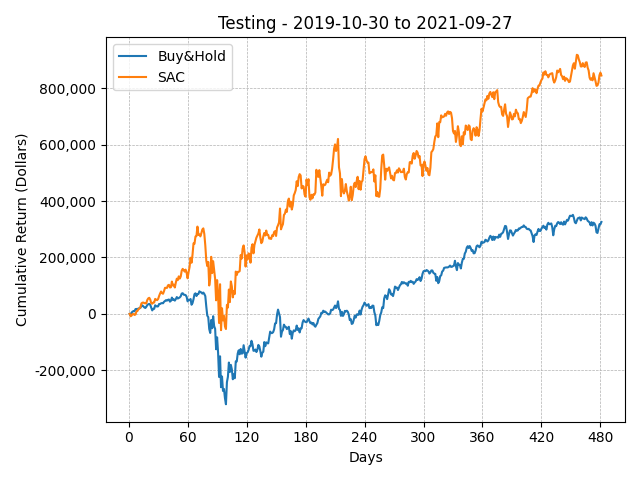 Testing - 2019-10-30 to 2021-09-27
Buy&Hold
SAC
800,000
600,000
400,000
200,000
0
-200,000
Cumulative Return (Dollars)
0 60 120 180 240 300 360 420 480
Days